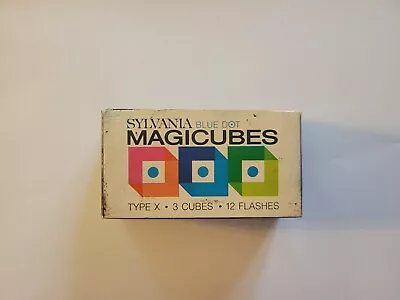 SYLVANIA BLUE DOT
MAGICUBES
TYPE X • 3 CUBES • 12 FLASHES